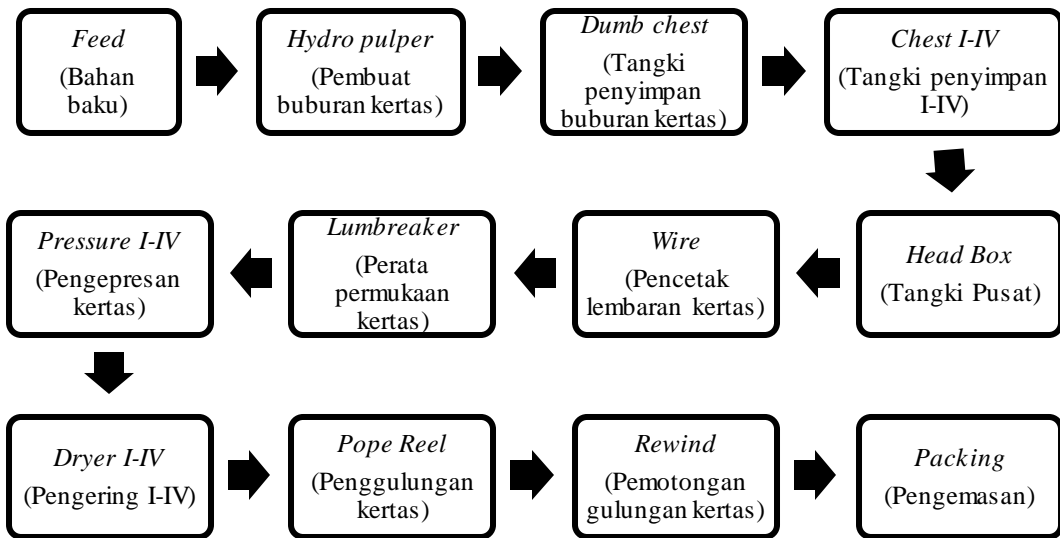 Feed
(Bahan
baku)
Hydro pulper
(Pembuat
buburan kertas)
Dumb chest
(Tangki
penyimpan
buburan kertas)
Chest I-IV
(Tangki penyimpan
I-IV)
Pressure I-IV
(Pengepresan
kertas)
Lumbreaker
(Perata
permukaan
kertas)
Wire
(Pencetak
lembaran kertas)
Head Box
(Tangki Pusat)
Dryer I-IV
(Pengering I-IV)
Pope Reel
(Penggulungan
kertas)
Rewind
(Pemotongan
gulungan kertas)
Packing
(Pengemasan)